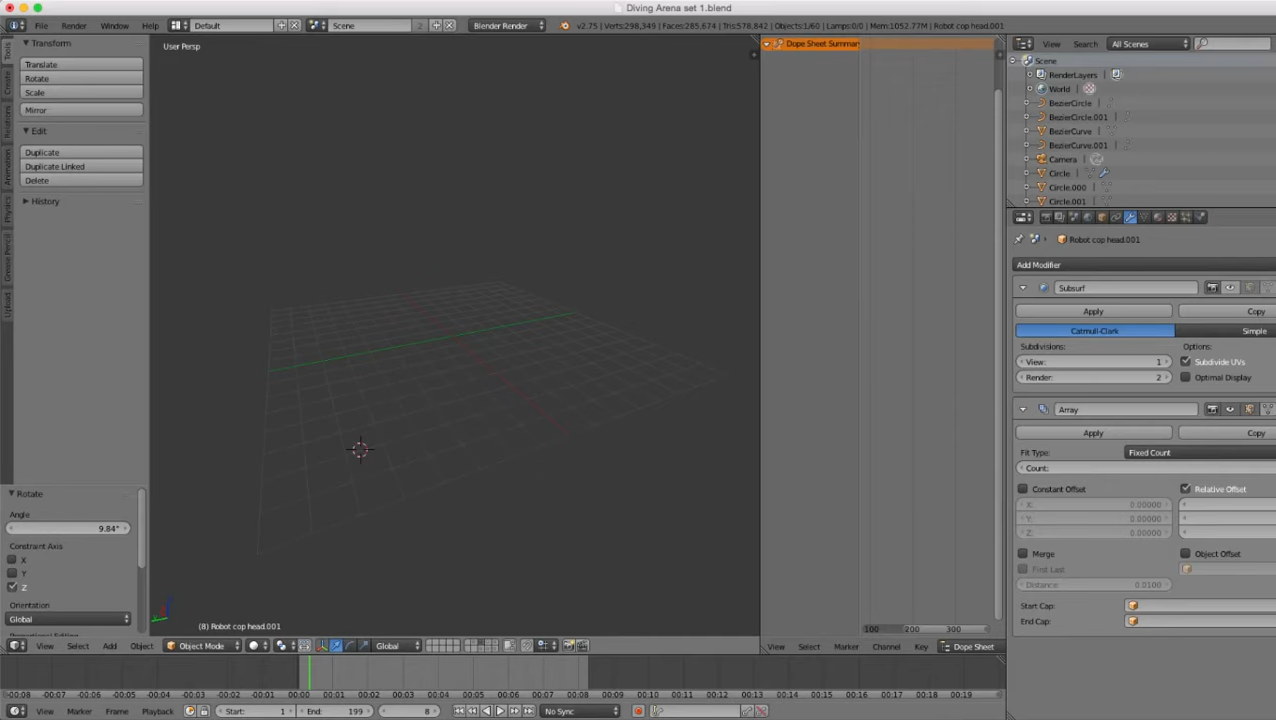 Diving Arena set 1.blend
File Render Window Help Default Scene 2 Blender Render v2.75 | Verts:298,349 | Faces:285,674 | Tris:578,842 | Objects:1/60 | Lamps:0/0 | Mem:1052.77M | Robot cop head.001
Tools
Create
Relations
Animation
Physics
Grease Pencil
Upload
Transform
Translate
Rotate
Scale
Mirror
Edit
Duplicate
Duplicate Linked
Delete
History
Rotate
Angle
9.84°
Constraint Axis
X
Y
Z
Orientation
Global
User Persp
(8) Robot cop head.001
View Select Add Object Object Mode Global
Dope Sheet Summar
100 200 300
View Select Marker Channel Key Dope Sheet
View Search All Scenes
Scene
RenderLayers
World
BezierCircle
BezierCircle.001
BezierCurve
BezierCurve.001
Camera
Circle
Circle.000
Circle.001
Robot cop head.001
Add Modifier
Subsurf
Apply Copy
Catmull-Clark Simple
Subdivisions: Options:
View: 1 Subdivide UVs
Render: 2 Optimal Display
Array
Apply Copy
Fit Type: Fixed Count
Count:
Constant Offset Relative Offset
X: 0.00000
Y: 0.00000
Z: 0.00000
Merge Object Offset
First Last
Distance: 0.0100
Start Cap:
End Cap:
-00:08 -00:07 -00:06 -00:05 -00:04 -00:03 -00:02 -00:01 00:00 00:01 00:02 00:03 00:04 00:05 00:06 00:07 00:08 00:09 00:10 00:11 00:12 00:13 00:14 00:15 00:16 00:17 00:18 00:19
View Marker Frame Playback Start: 1 End: 199 8 No Sync